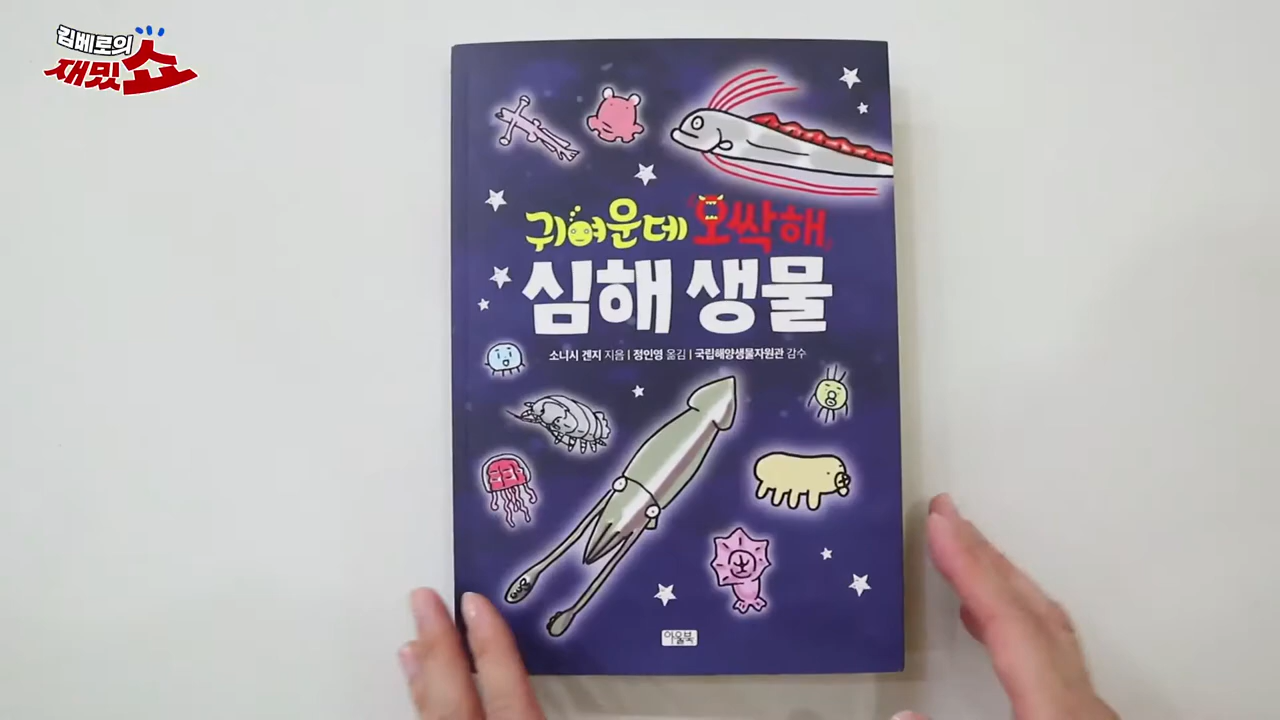 킴베로의
재밌쇼
귀여운데 오싹해
심해 생물
소니시 겐지 지음 | 정인영 옮김 | 국립해양생물자원관 감수
아울북